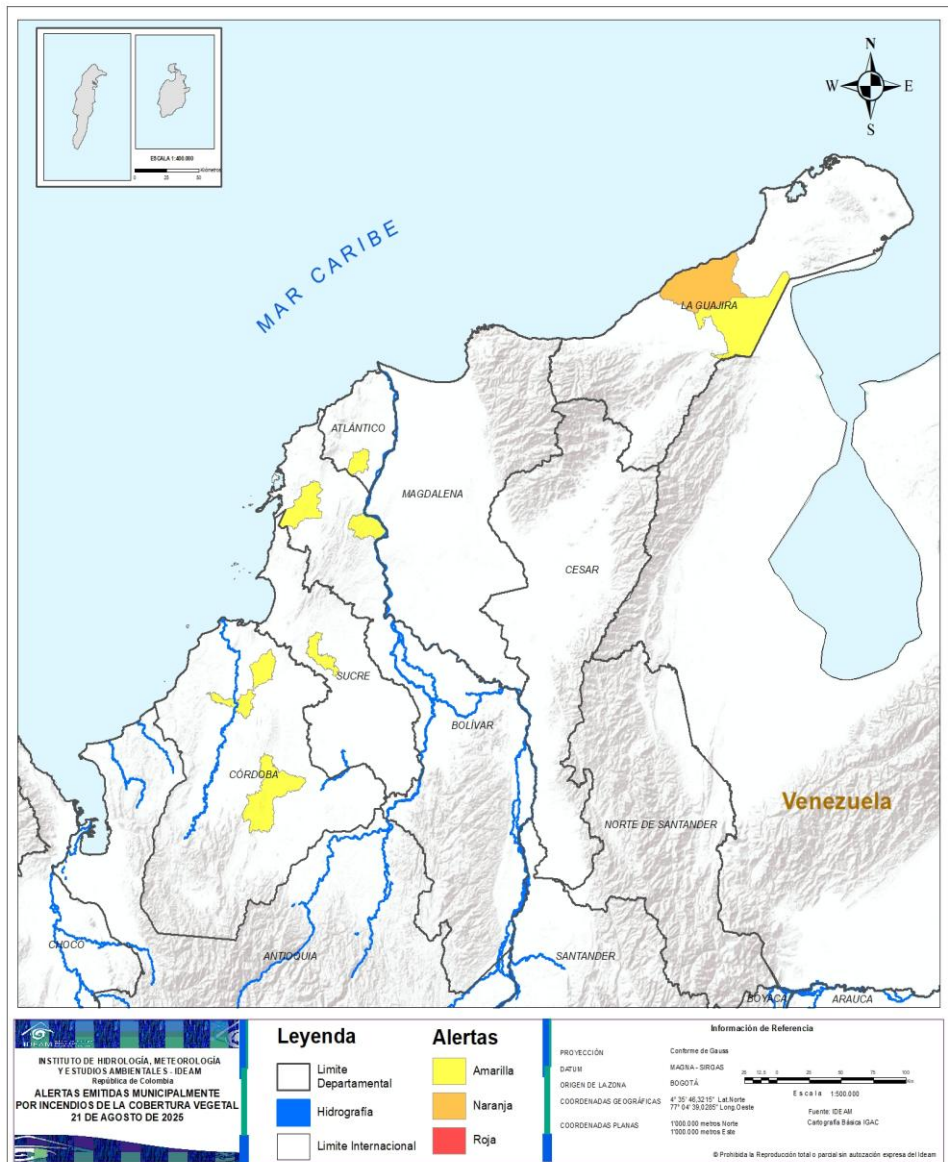 N
W
E
S
ESCALA 1:400.000
MAR CARIBE
LA GUAJIRA
ATLÁNTICO
MAGDALENA
CESAR
SUCRE
BOLÍVAR
CÓRDOBA
NORTE DE SANTANDER
Venezuela
CHOCÓ
ANTIOQUIA
SANTANDER
BOYACÁ
ARAUCA
IDEAM
INSTITUTO DE HIDROLOGÍA, METEOROLOGÍA
Y ESTUDIOS AMBIENTALES - IDEAM
República de Colombia
ALERTAS EMITIDAS MUNICIPALMENTE
POR INCENDIOS DE LA COBERTURA VEGETAL
21 DE AGOSTO DE 2025
Leyenda
Limite
Departamental
Hidrografía
Limite Internacional
Alertas
Amarilla
Naranja
Roja
Información de Referencia
PROYECCIÓN Conforme de Gauss
DATUM MAGNA - SIRGAS
ORIGEN DE LA ZONA BOGOTÁ
COORDENADAS GEOGRÁFICAS 4° 35' 46,3215" Lat.Norte
77° 04' 39,0285" Long.Oeste
COORDENADAS PLANAS 1'000.000 metros Norte
1'000.000 metros Este
Escala 1:500.000
Fuente: IDEAM
Cartografía Básica IGAC
© Prohibida la Reproducción total o parcial sin autozación expresa del Ideam